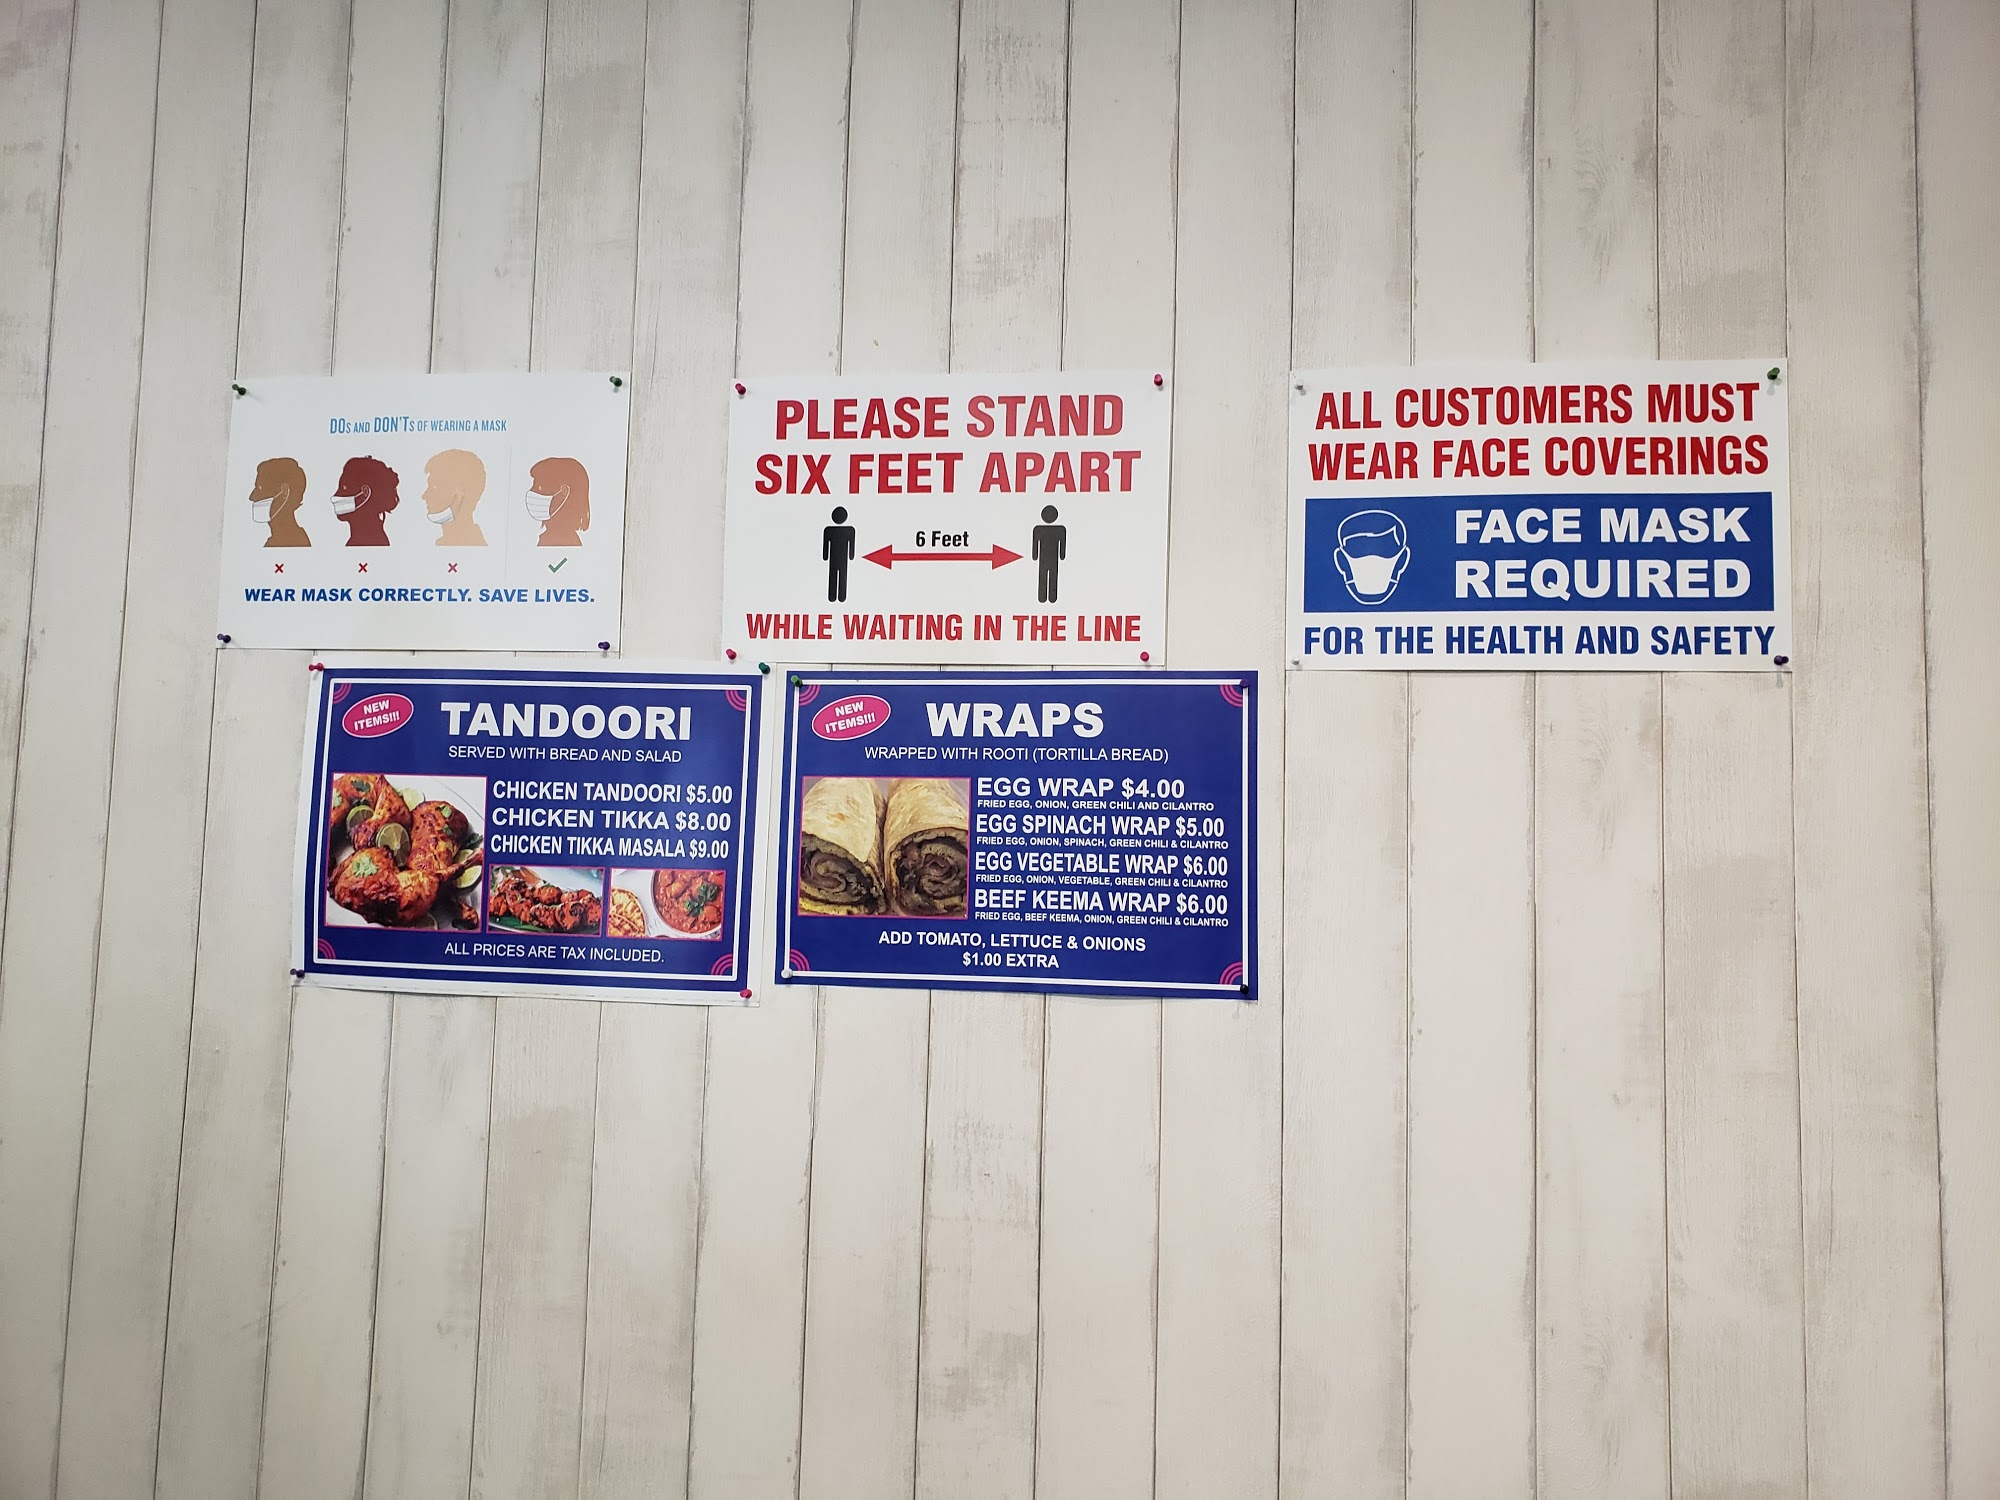 DOs AND DON'Ts OF WEARING A MASK
WEAR MASK CORRECTLY. SAVE LIVES.
PLEASE STAND
SIX FEET APART
6 Feet
WHILE WAITING IN THE LINE
ALL CUSTOMERS MUST
WEAR FACE COVERINGS
FACE MASK
REQUIRED
FOR THE HEALTH AND SAFETY
NEW
ITEMS!!!
TANDOORI
SERVED WITH BREAD AND SALAD
CHICKEN TANDOORI $5.00
CHICKEN TIKKA $8.00
CHICKEN TIKKA MASALA $9.00
ALL PRICES ARE TAX INCLUDED.
NEW
ITEMS!!!
WRAPS
WRAPPED WITH ROOTI (TORTILLA BREAD)
EGG WRAP $4.00
FRIED EGG, ONION, GREEN CHILI AND CILANTRO
EGG SPINACH WRAP $5.00
FRIED EGG, ONION, SPINACH, GREEN CHILI & CILANTRO
EGG VEGETABLE WRAP $6.00
FRIED EGG, ONION, VEGETABLE, GREEN CHILI & CILANTRO
BEEF KEEMA WRAP $6.00
FRIED EGG, BEEF KEEMA, ONION, GREEN CHILI & CILANTRO
ADD TOMATO, LETTUCE & ONIONS
$1.00 EXTRA